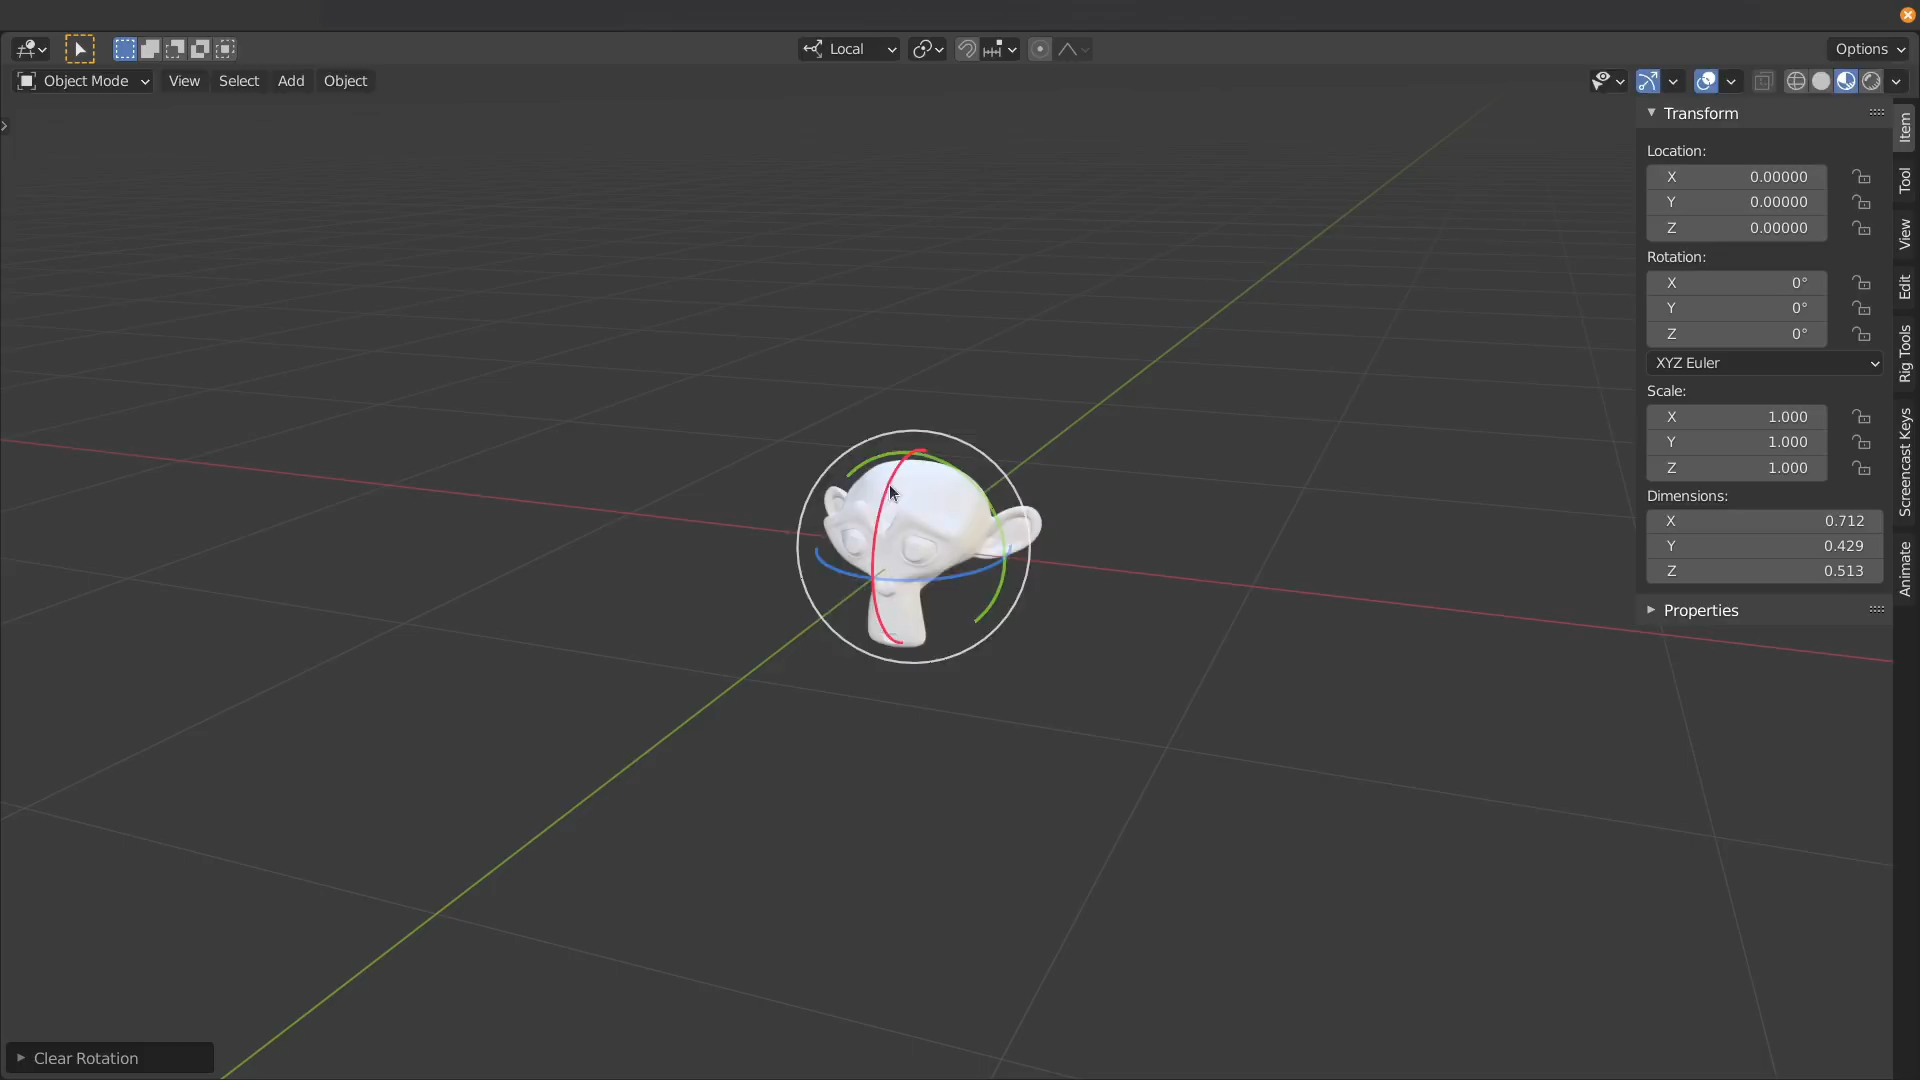 Local
Options
Object Mode
View
Select
Add
Object
Transform
Location:
X 0.00000
Y 0.00000
Z 0.00000
Rotation:
X 0°
Y 0°
Z 0°
XYZ Euler
Scale:
X 1.000
Y 1.000
Z 1.000
Dimensions:
X 0.712
Y 0.429
Z 0.513
Properties
Item
Tool
View
Edit
Rig Tools
Screencast Keys
Animate
Clear Rotation